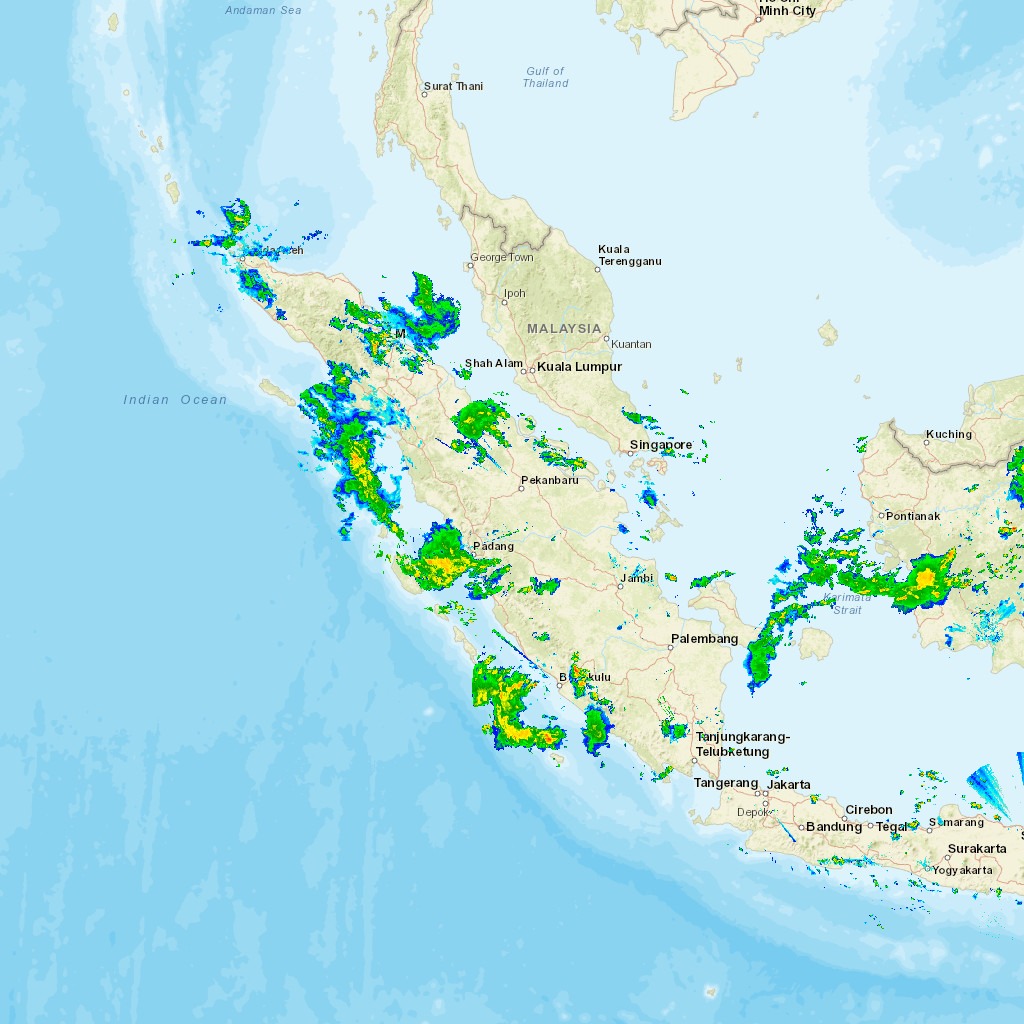 Andaman Sea
Minh City
Gulf of
Thailand
Surat Thani
Kuala
Terengganu
George Town
Ipoh
MALAYSIA
Kuantan
M
Shah Alam
Kuala Lumpur
Indian Ocean
Singapore
Kuching
Pekanbaru
Pontianak
Padang
Jambi
Karimata
Strait
Palembang
Tanjungkarang-
Telubketung
Tangerang
Jakarta
Depok
Cirebon
Bandung
Tegal
Semarang
Surakarta
Yogyakarta